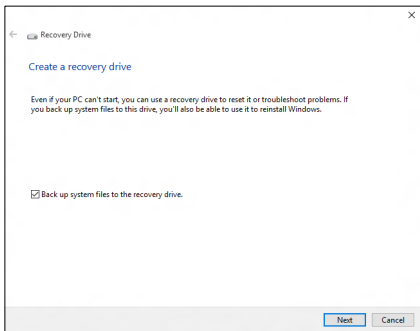 Recovery Drive
Create a recovery drive
Even if your PC can't start, you can use a recovery drive to reset it or troubleshoot problems. If
you back up system files to this drive, you'll also be able to use it to reinstall Windows.
Back up system files to the recovery drive.
Next Cancel